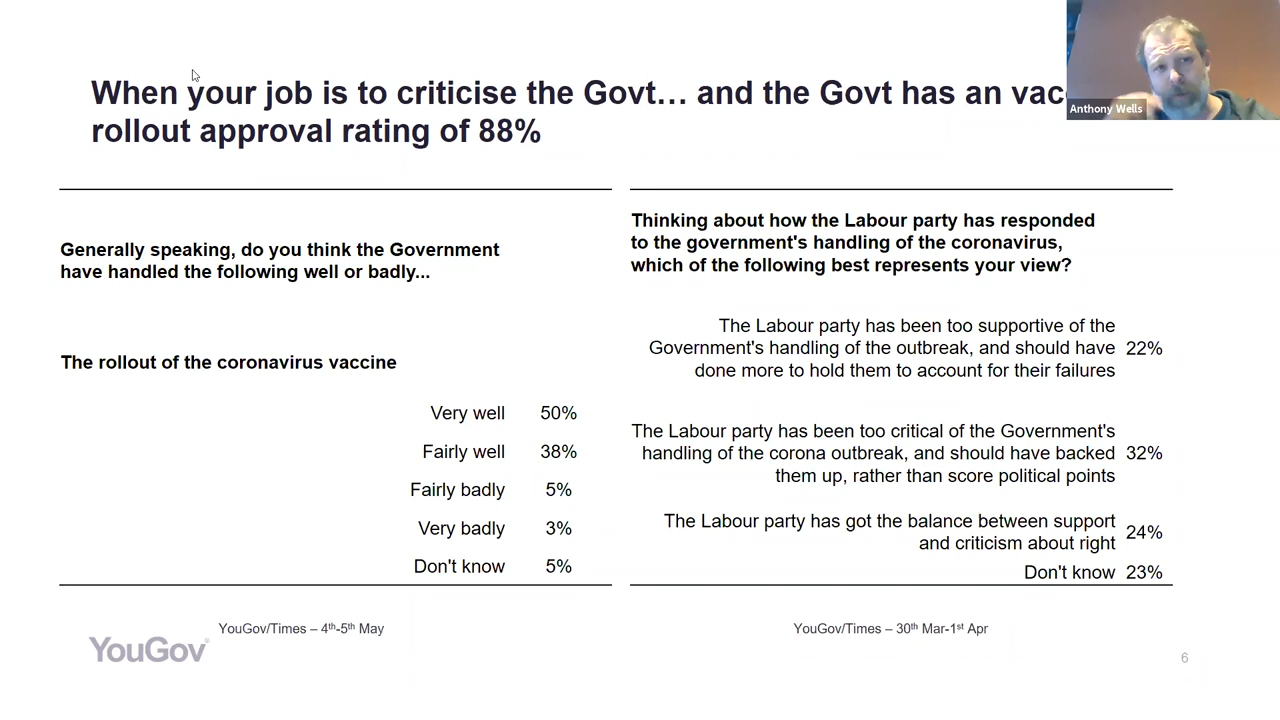 When your job is to criticise the Govt… and the Govt has an
rollout approval rating of 88%
Anthony Wells
Generally speaking, do you think the Government
have handled the following well or badly...
The rollout of the coronavirus vaccine
Very well 50%
Fairly well 38%
Fairly badly 5%
Very badly 3%
Don't know 5%
YouGov/Times – 4th-5th May
Thinking about how the Labour party has responded
to the government's handling of the coronavirus,
which of the following best represents your view?
The Labour party has been too supportive of the
Government's handling of the outbreak, and should have 22%
done more to hold them to account for their failures
The Labour party has been too critical of the Government's
handling of the corona outbreak, and should have backed 32%
them up, rather than score political points
The Labour party has got the balance between support
and criticism about right 24%
Don't know 23%
YouGov/Times – 30th Mar-1st Apr
YouGov®
6